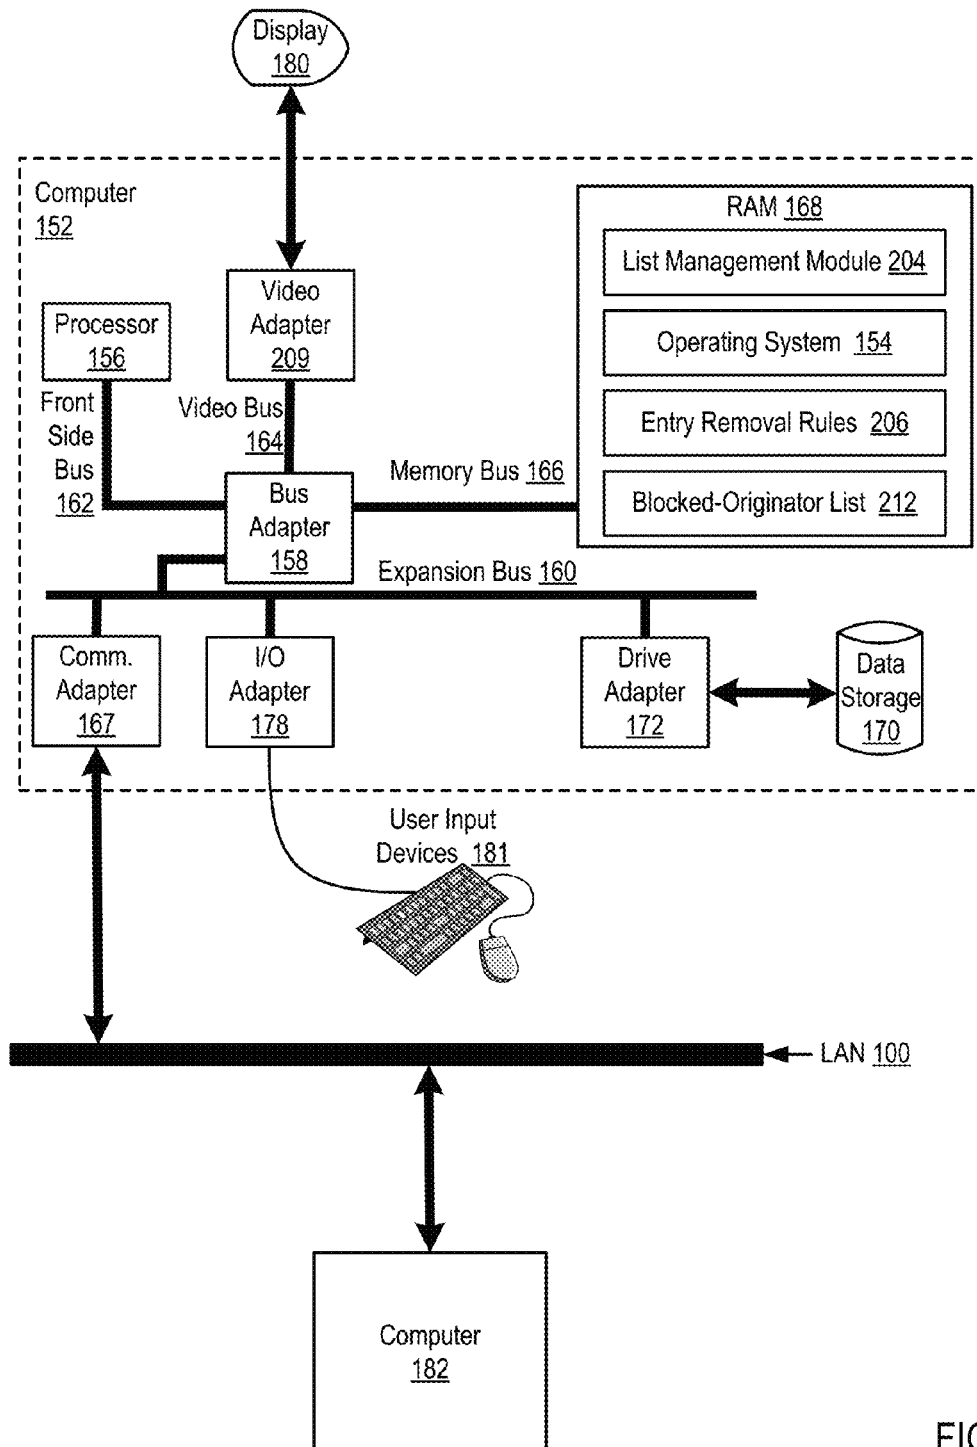 Display
180
Computer
152
RAM 168
List Management Module 204
Operating System 154
Entry Removal Rules 206
Blocked-Originator List 212
Video
Adapter
209
Processor
156
Front
Side
Bus
162
Video Bus
164
Bus
Adapter
158
Memory Bus 166
Expansion Bus 160
Comm.
Adapter
167
I/O
Adapter
178
Drive
Adapter
172
Data
Storage
170
User Input
Devices 181
LAN 100
Computer
182
FIG